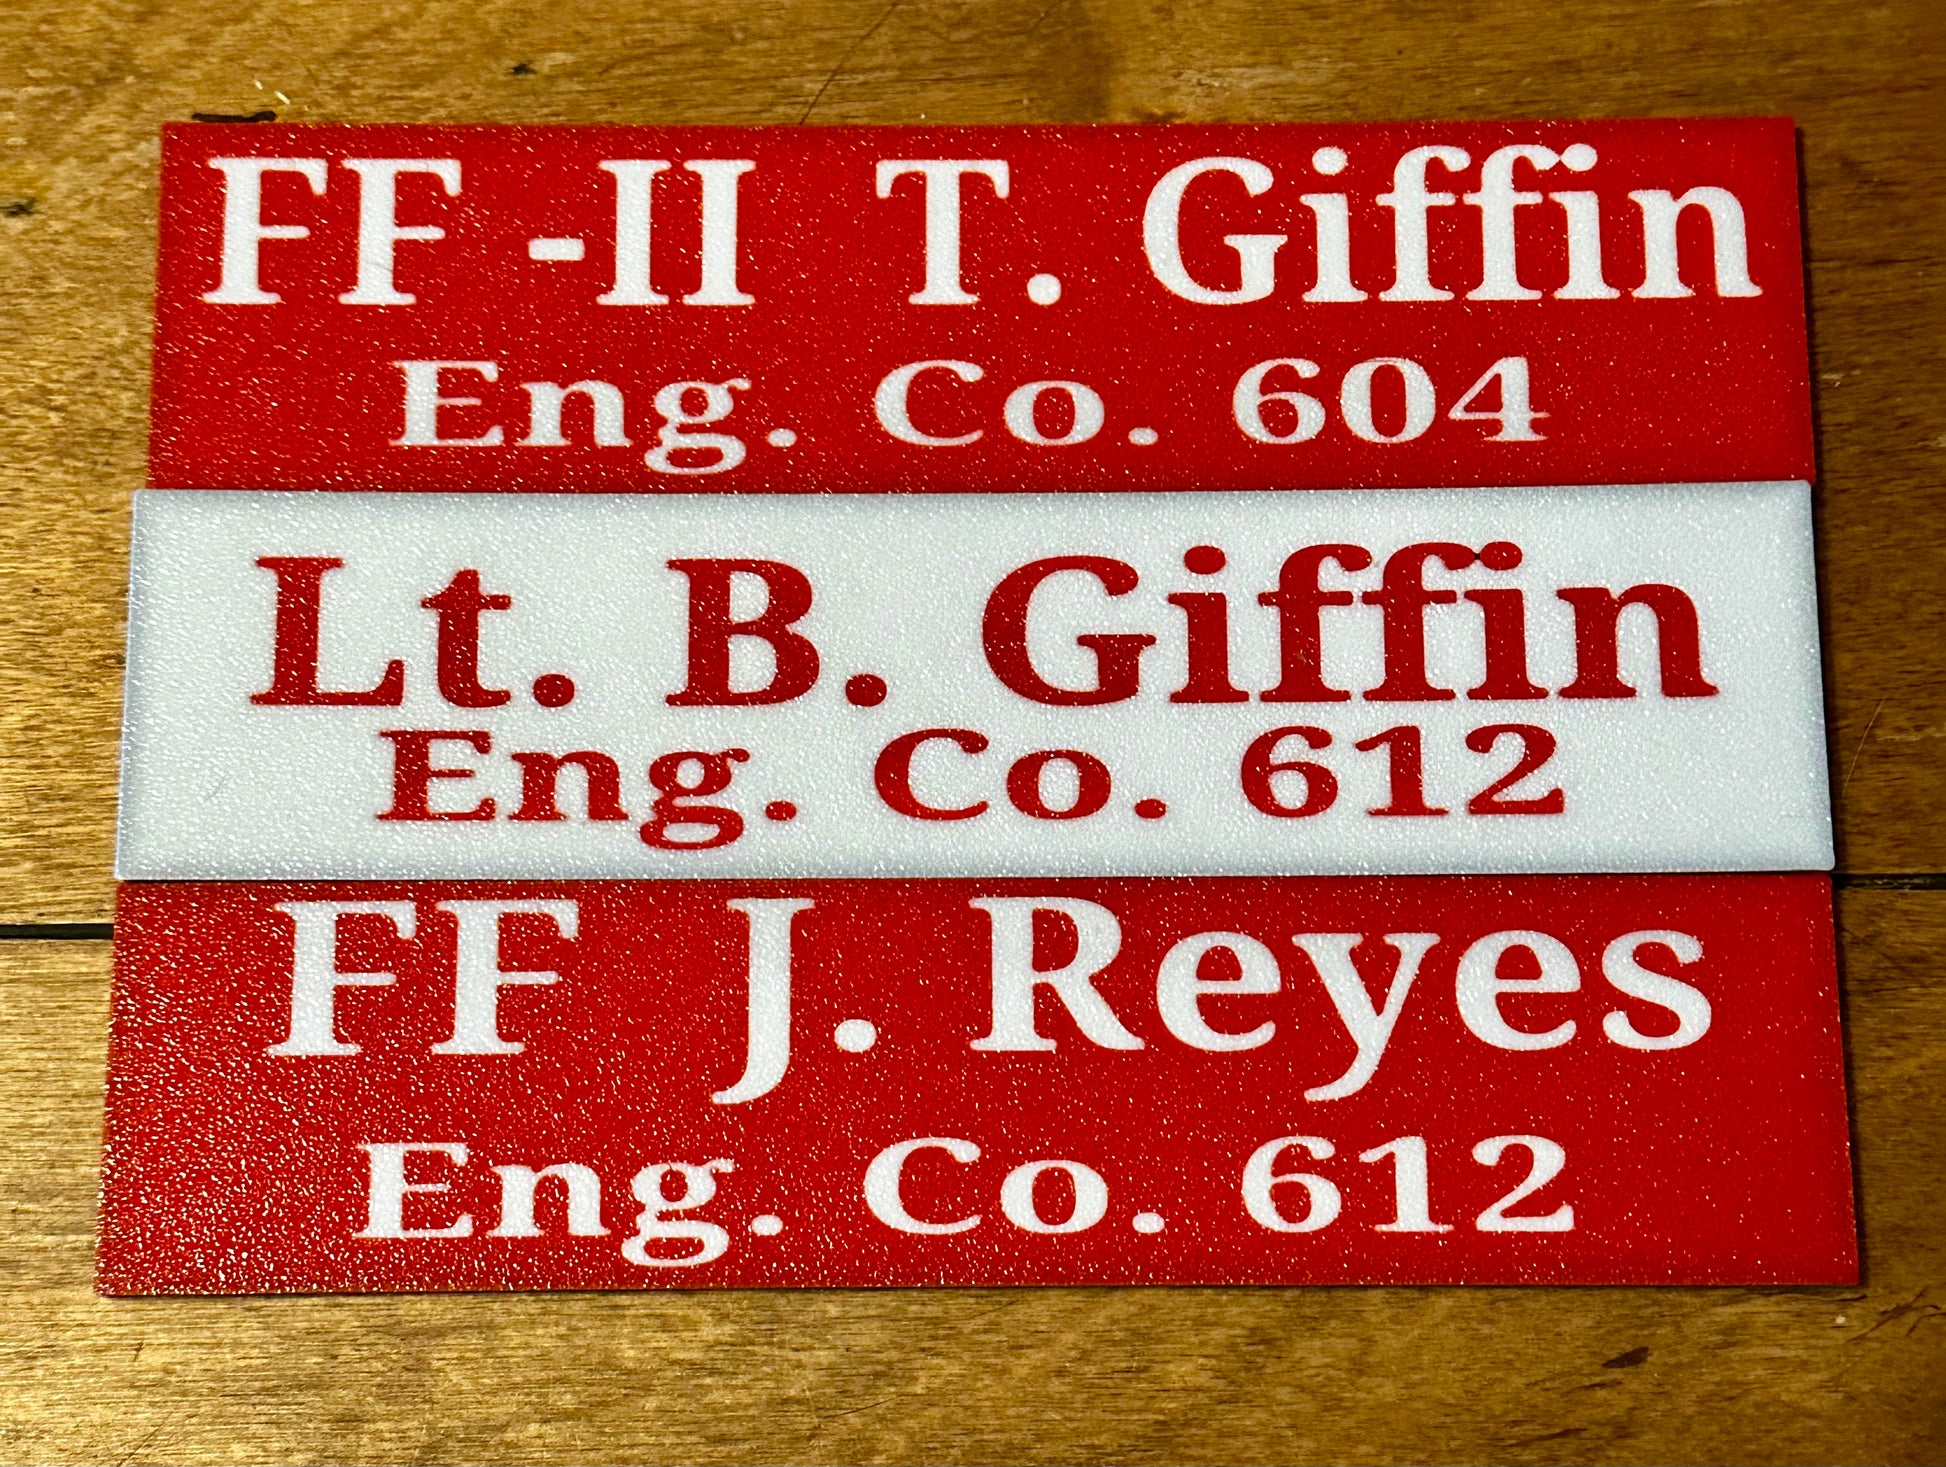 FF -II T. Giffin
Eng. Co. 604
Lt. B. Giffin
Eng. Co. 612
FF J. Reyes
Eng. Co. 612